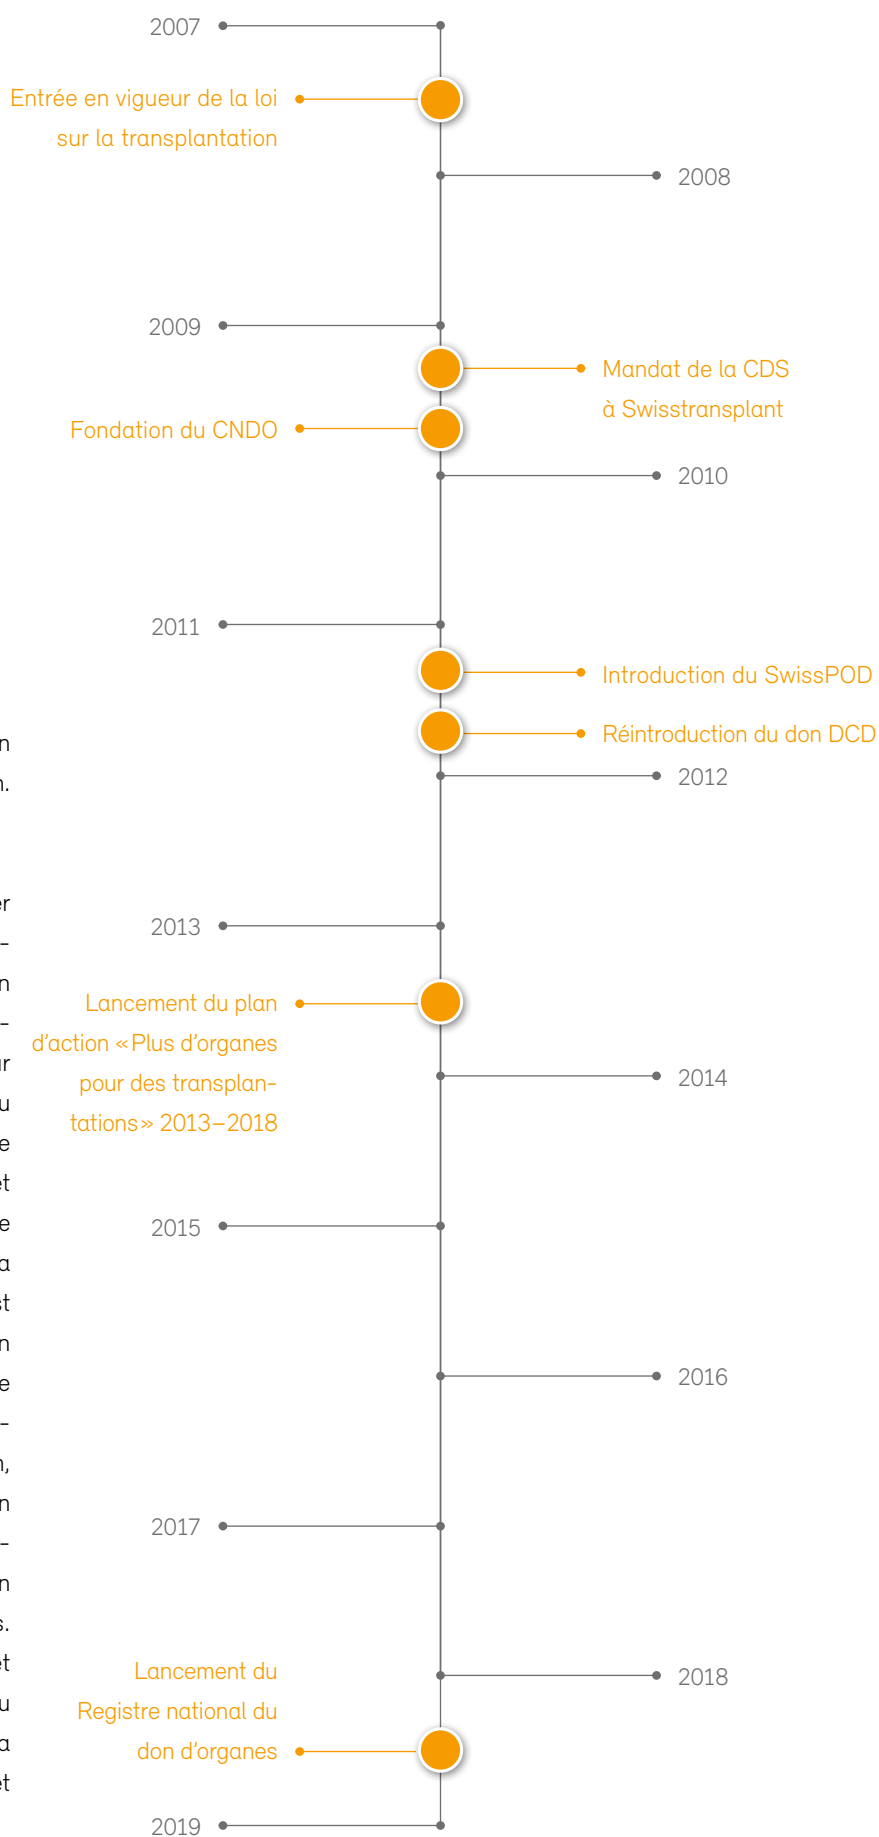 2007
Entrée en vigueur de la loi
sur la transplantation
2008
2009
Mandat de la CDS
à Swisstransplant
Fondation du CNDO
2010
2011
Introduction du SwissPOD
Réintroduction du don DCD
2012
2013
Lancement du plan
d'action «Plus d'organes
pour des transplan-
tations» 2013–2018
2014
2015
2016
2017
2018
Lancement du
Registre national du
don d'organes
2019